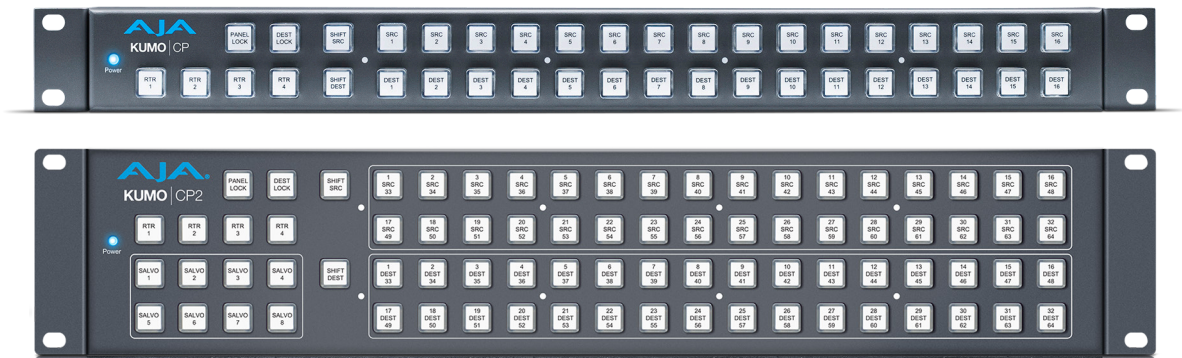 AJA
KUMO | CP
Power
PANEL LOCK DEST LOCK SHIFT SRC SRC 1 SRC 2 SRC 3 SRC 4 SRC 5 SRC 6 SRC 7 SRC 8 SRC 9 SRC 10 SRC 11 SRC 12 SRC 13 SRC 14 SRC 15 SRC 16
RTR 1 RTR 2 RTR 3 RTR 4 SHIFT DEST DEST 1 DEST 2 DEST 3 DEST 4 DEST 5 DEST 6 DEST 7 DEST 8 DEST 9 DEST 10 DEST 11 DEST 12 DEST 13 DEST 14 DEST 15 DEST 16
AJA.
KUMO | CP2
Power
PANEL LOCK DEST LOCK SHIFT SRC 1 SRC 33 2 SRC 34 3 SRC 35 4 SRC 36 5 SRC 37 6 SRC 38 7 SRC 39 8 SRC 40 9 SRC 41 10 SRC 42 11 SRC 43 12 SRC 44 13 SRC 45 14 SRC 46 15 SRC 47 16 SRC 48
RTR 1 RTR 2 RTR 3 RTR 4 17 SRC 49 18 SRC 50 19 SRC 51 20 SRC 52 21 SRC 53 22 SRC 54 23 SRC 55 24 SRC 56 25 SRC 57 26 SRC 58 27 SRC 59 28 SRC 60 29 SRC 61 30 SRC 62 31 SRC 63 32 SRC 64
SALVO 1 SALVO 2 SALVO 3 SALVO 4 SHIFT DEST 1 DEST 33 2 DEST 34 3 DEST 35 4 DEST 36 5 DEST 37 6 DEST 38 7 DEST 39 8 DEST 40 9 DEST 41 10 DEST 42 11 DEST 43 12 DEST 44 13 DEST 45 14 DEST 46 15 DEST 47 16 DEST 48
SALVO 5 SALVO 6 SALVO 7 SALVO 8 17 DEST 49 18 DEST 50 19 DEST 51 20 DEST 52 21 DEST 53 22 DEST 54 23 DEST 55 24 DEST 56 25 DEST 57 26 DEST 58 27 DEST 59 28 DEST 60 29 DEST 61 30 DEST 62 31 DEST 63 32 DEST 64